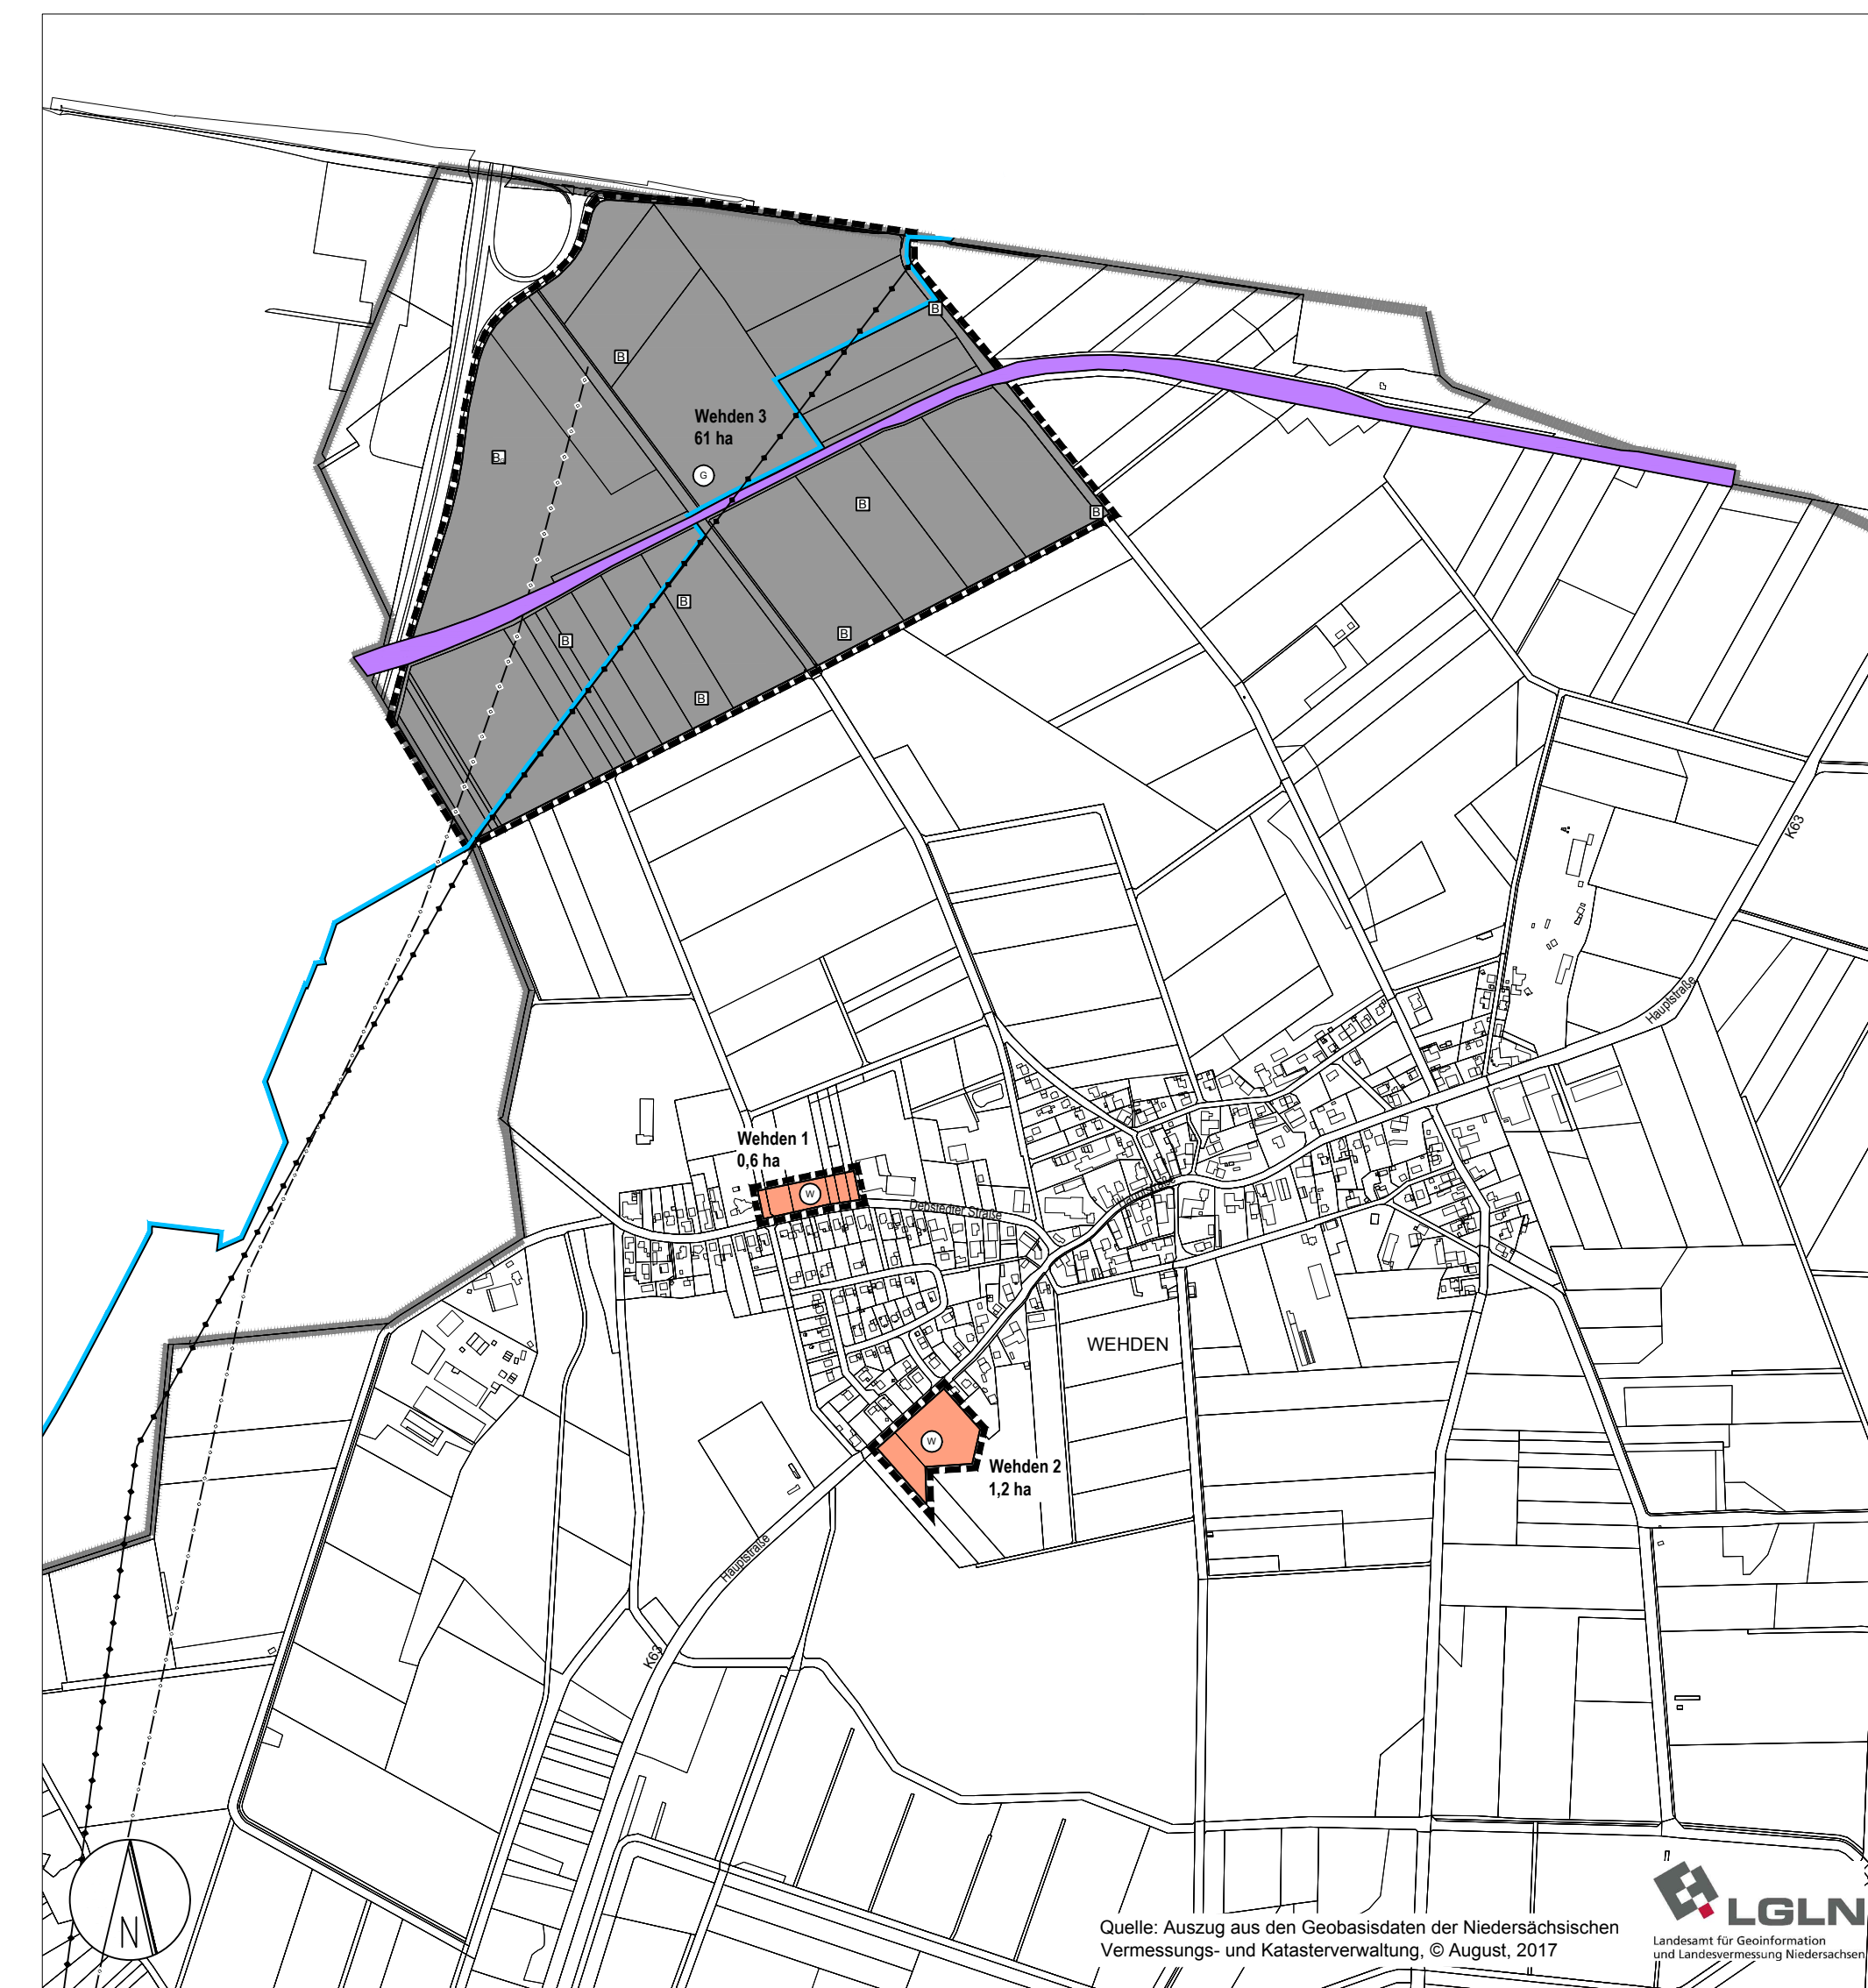 B
B
Wehden 3
61 ha
B
G
B
B
B
B
B
B
K63
Hauptstraße
Wehden 1
0,6 ha
W
Debstedter Straße
WEHDEN
W
Wehden 2
1,2 ha
Hauptstraße
K63
N
Quelle: Auszug aus den Geobasisdaten der Niedersächsischen
Vermessungs- und Katasterverwaltung, © August, 2017
LGLN
Landesamt für Geoinformation
und Landesvermessung Niedersachsen